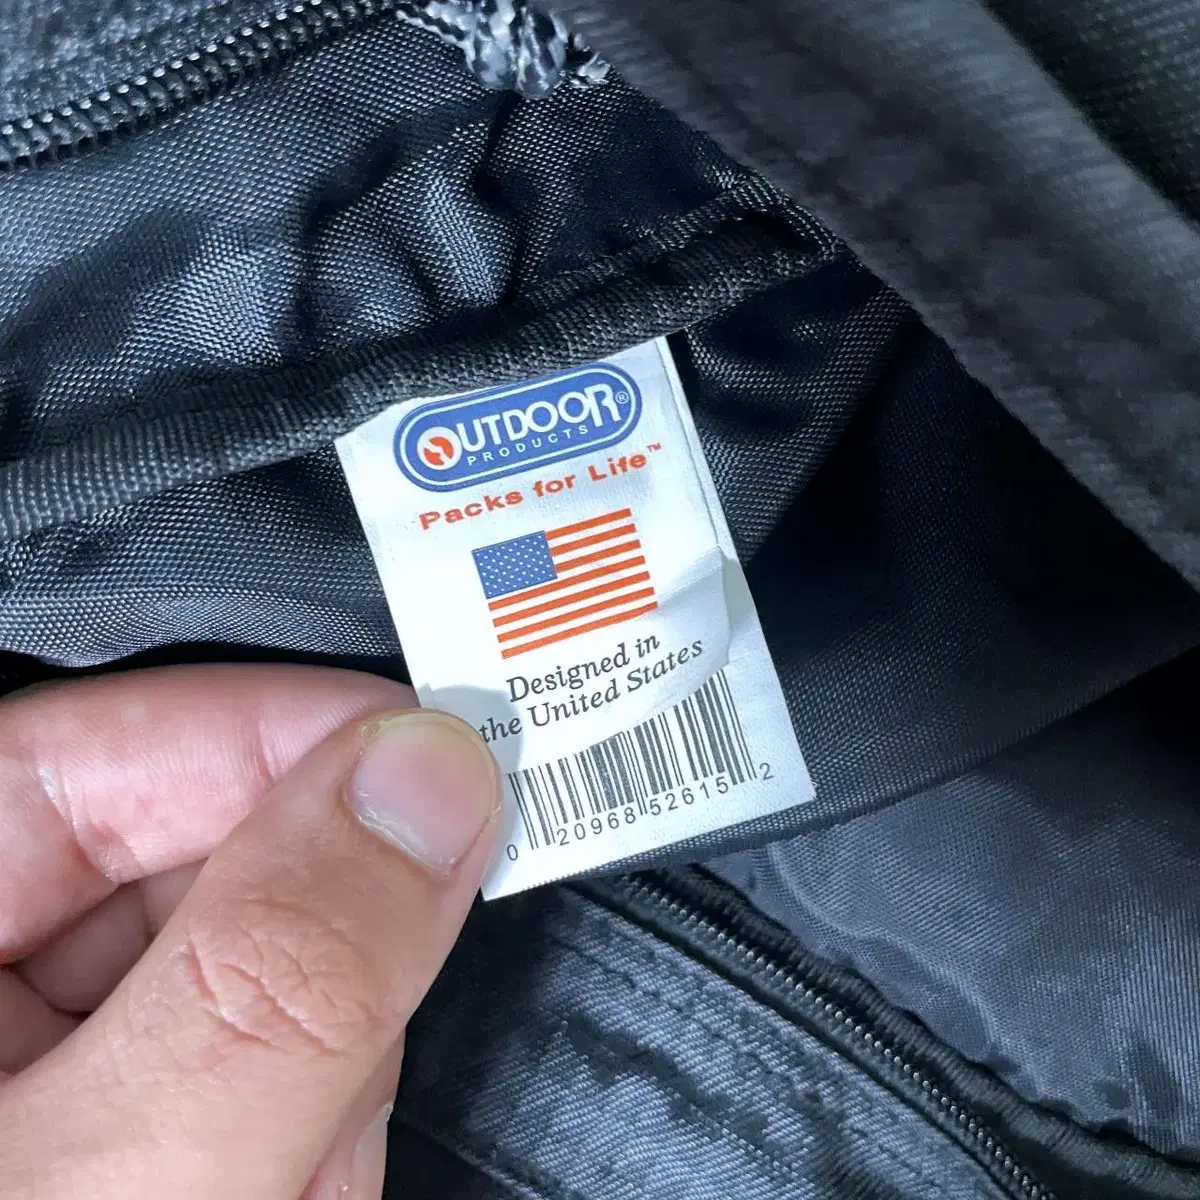 OUTDOOR®
PRODUCTS
Packs for Life™
Designed in
the United States
0 20968 52615 2